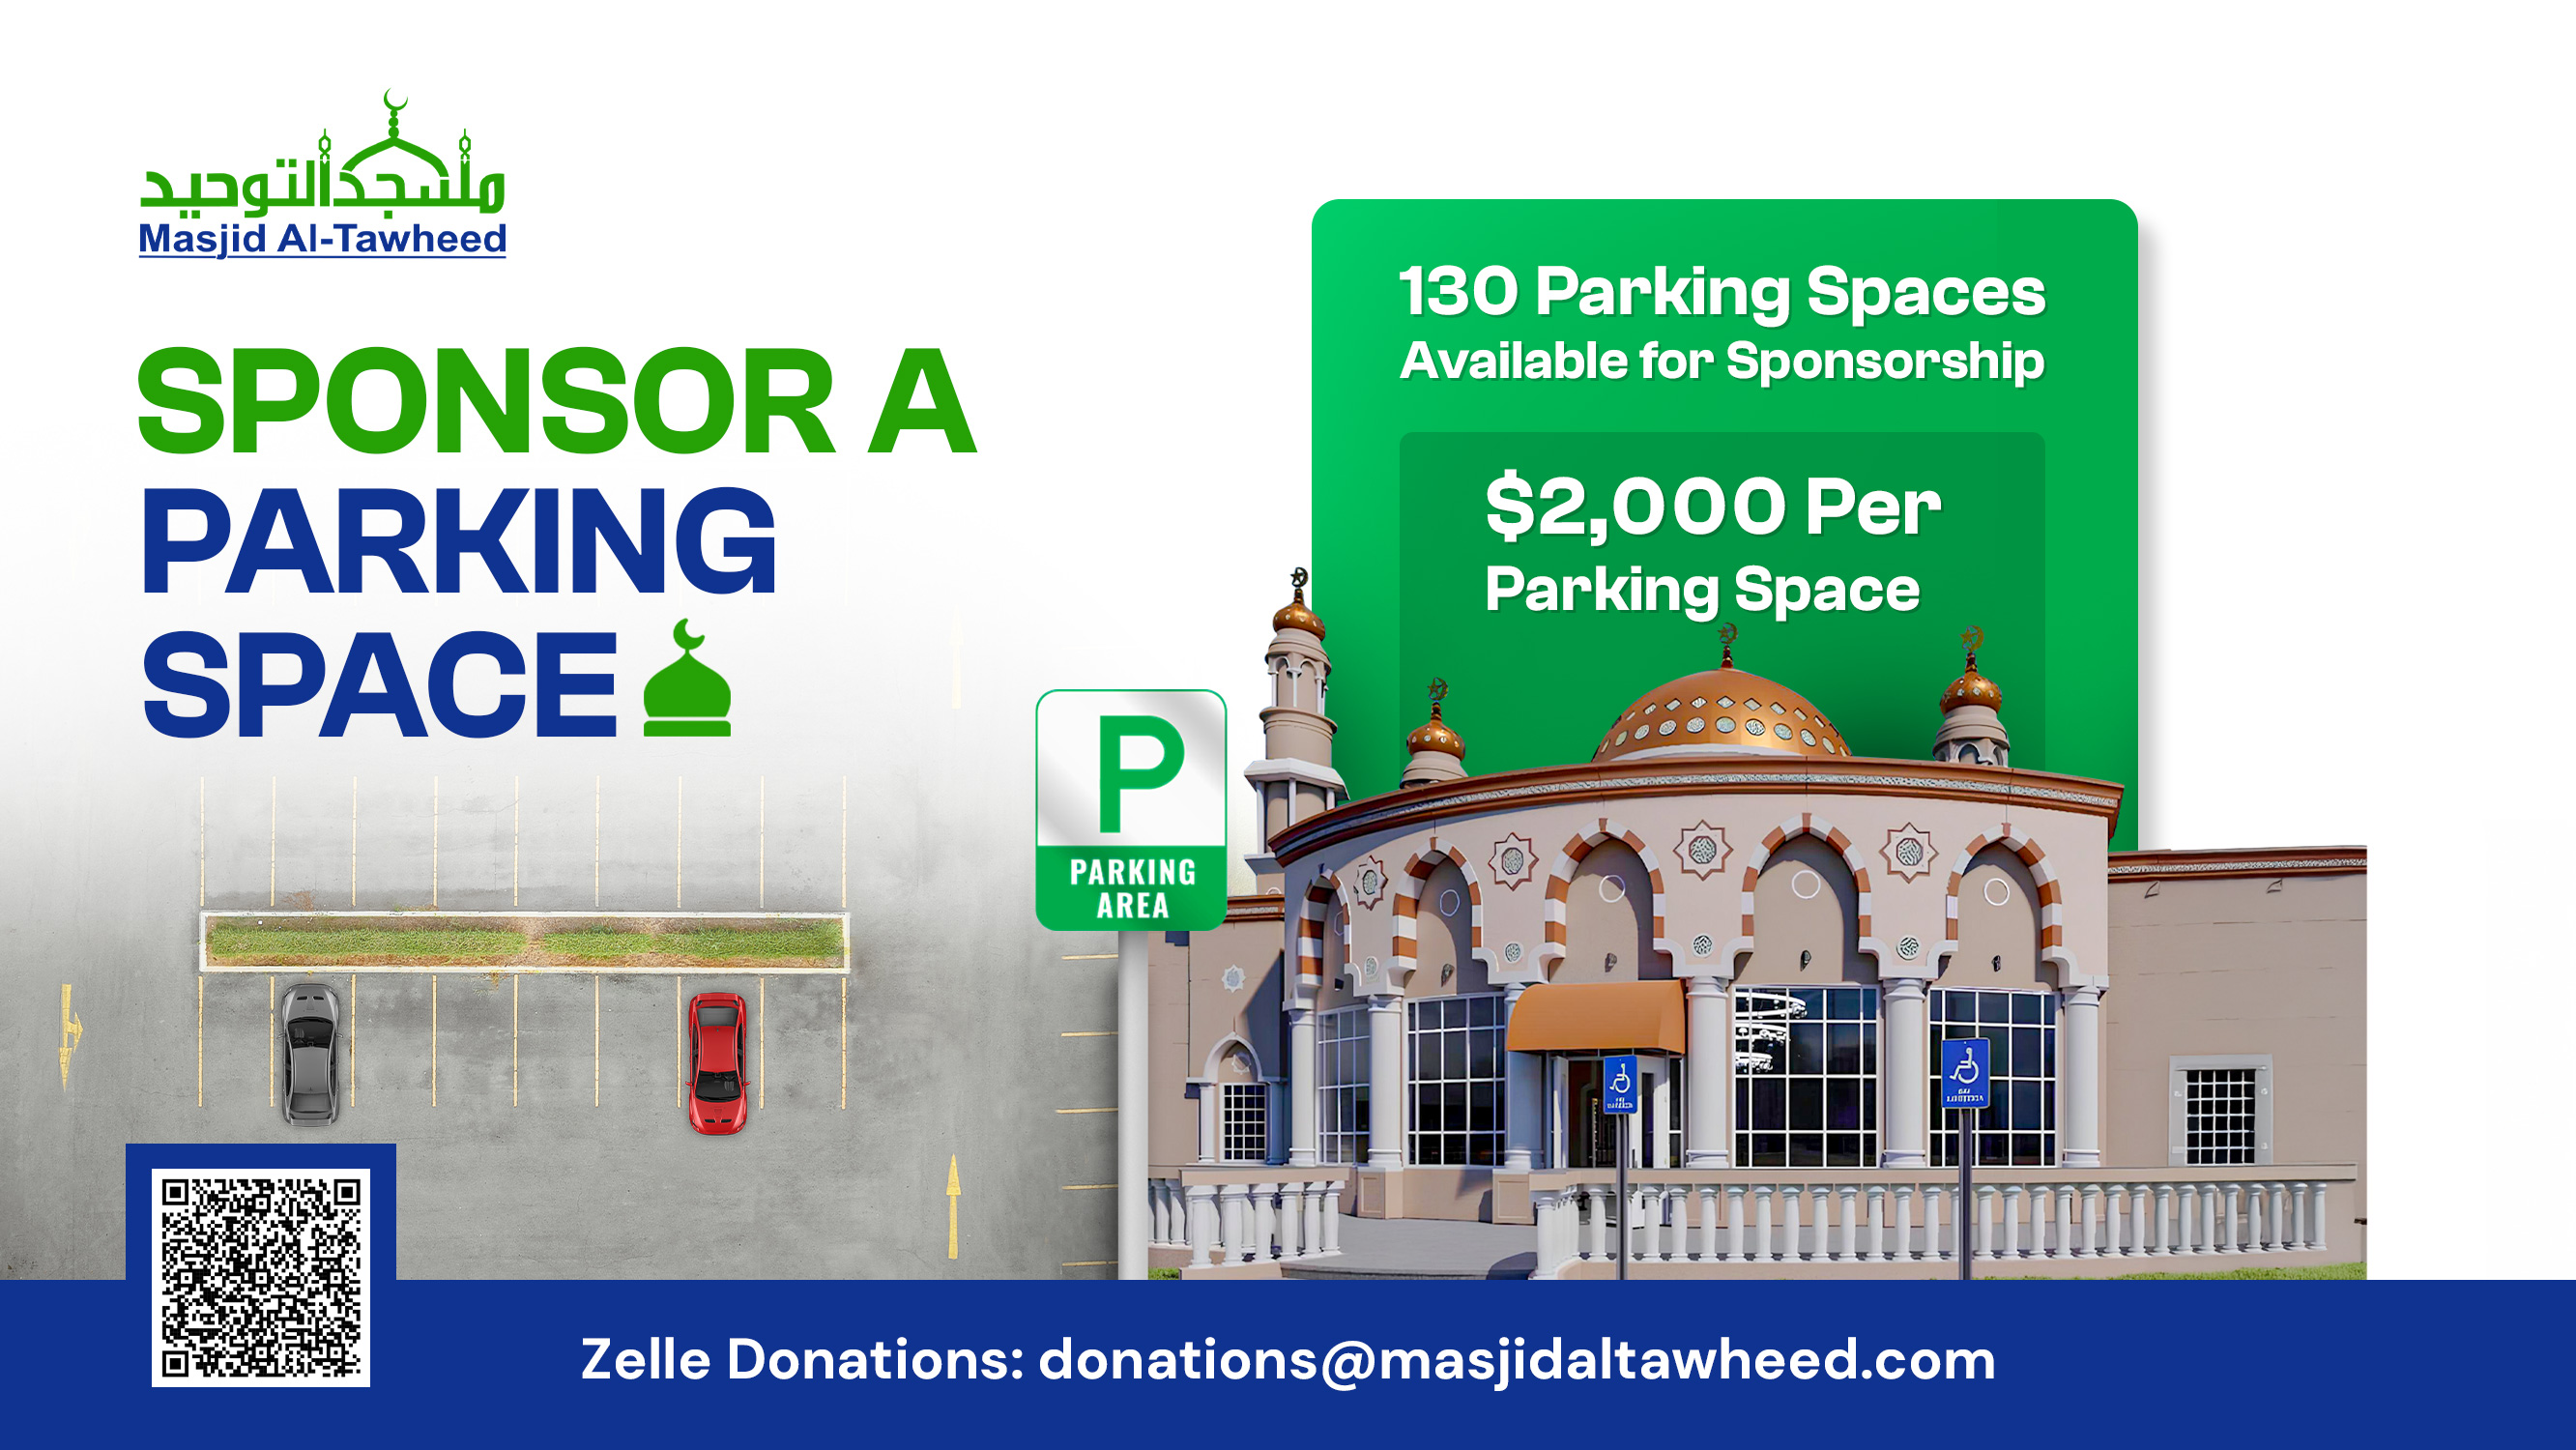 مسجد التوحيد
Masjid Al-Tawheed
SPONSOR A
PARKING
SPACE
130 Parking Spaces
Available for Sponsorship
$2,000 Per
Parking Space
P
PARKING
AREA
Zelle Donations: donations@masjidaltawheed.com